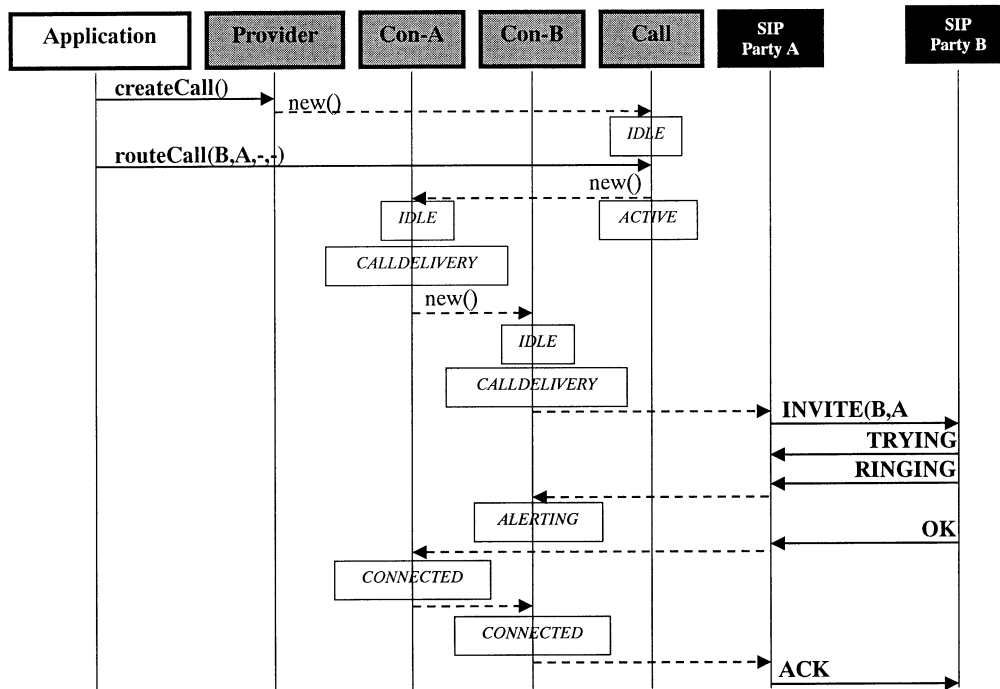 Application
Provider
Con-A
Con-B
Call
SIP
Party A
SIP
Party B
createCall()
new()
IDLE
routeCall(B,A,-,-)
new()
IDLE
ACTIVE
CALLDELIVERY
new()
IDLE
CALLDELIVERY
INVITE(B,A
TRYING
RINGING
ALERTING
OK
CONNECTED
CONNECTED
ACK